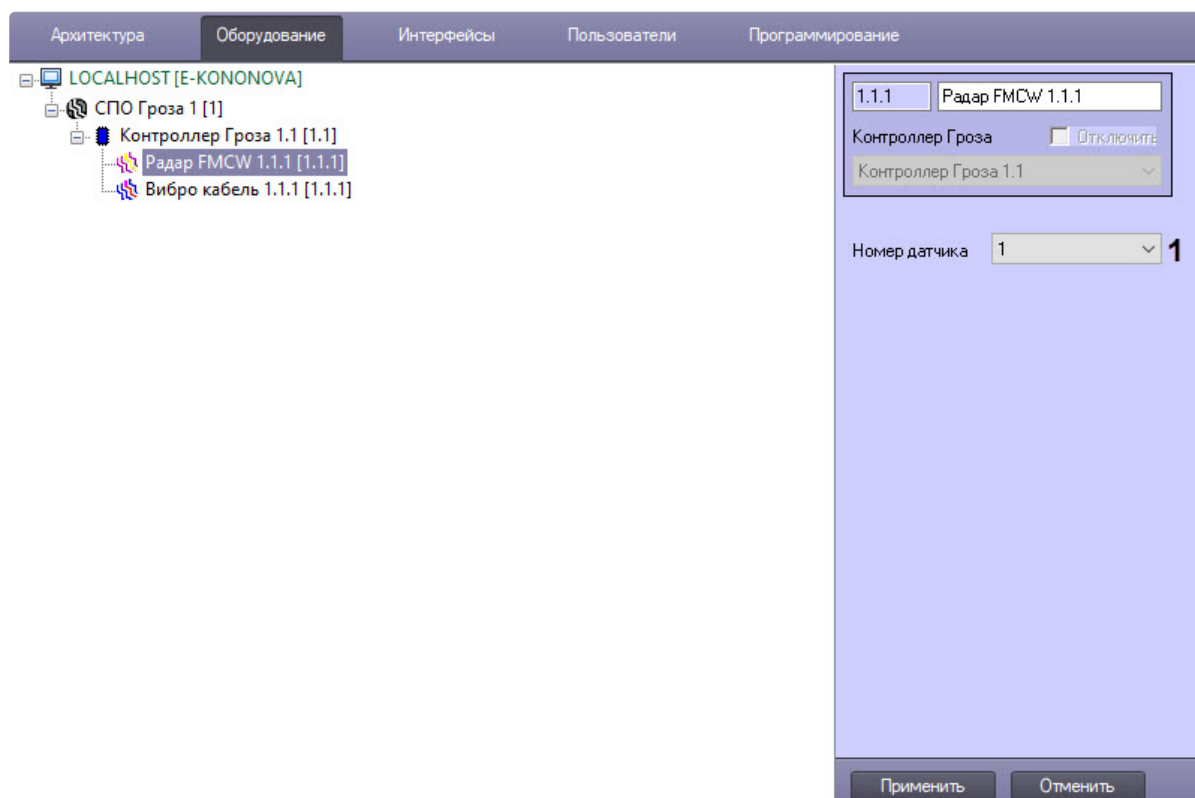 Архитектура Оборудование Интерфейсы Пользователи Программирование
LOCALHOST [E-KONONOVA]
СПО Гроза 1 [1]
Контроллер Гроза 1.1 [1.1]
Радар FMCW 1.1.1 [1.1.1]
Вибро кабель 1.1.1 [1.1.1]
1.1.1 Радар FMCW 1.1.1
Контроллер Гроза Отключить
Контроллер Гроза 1.1
Номер датчика 1 1
Применить Отменить